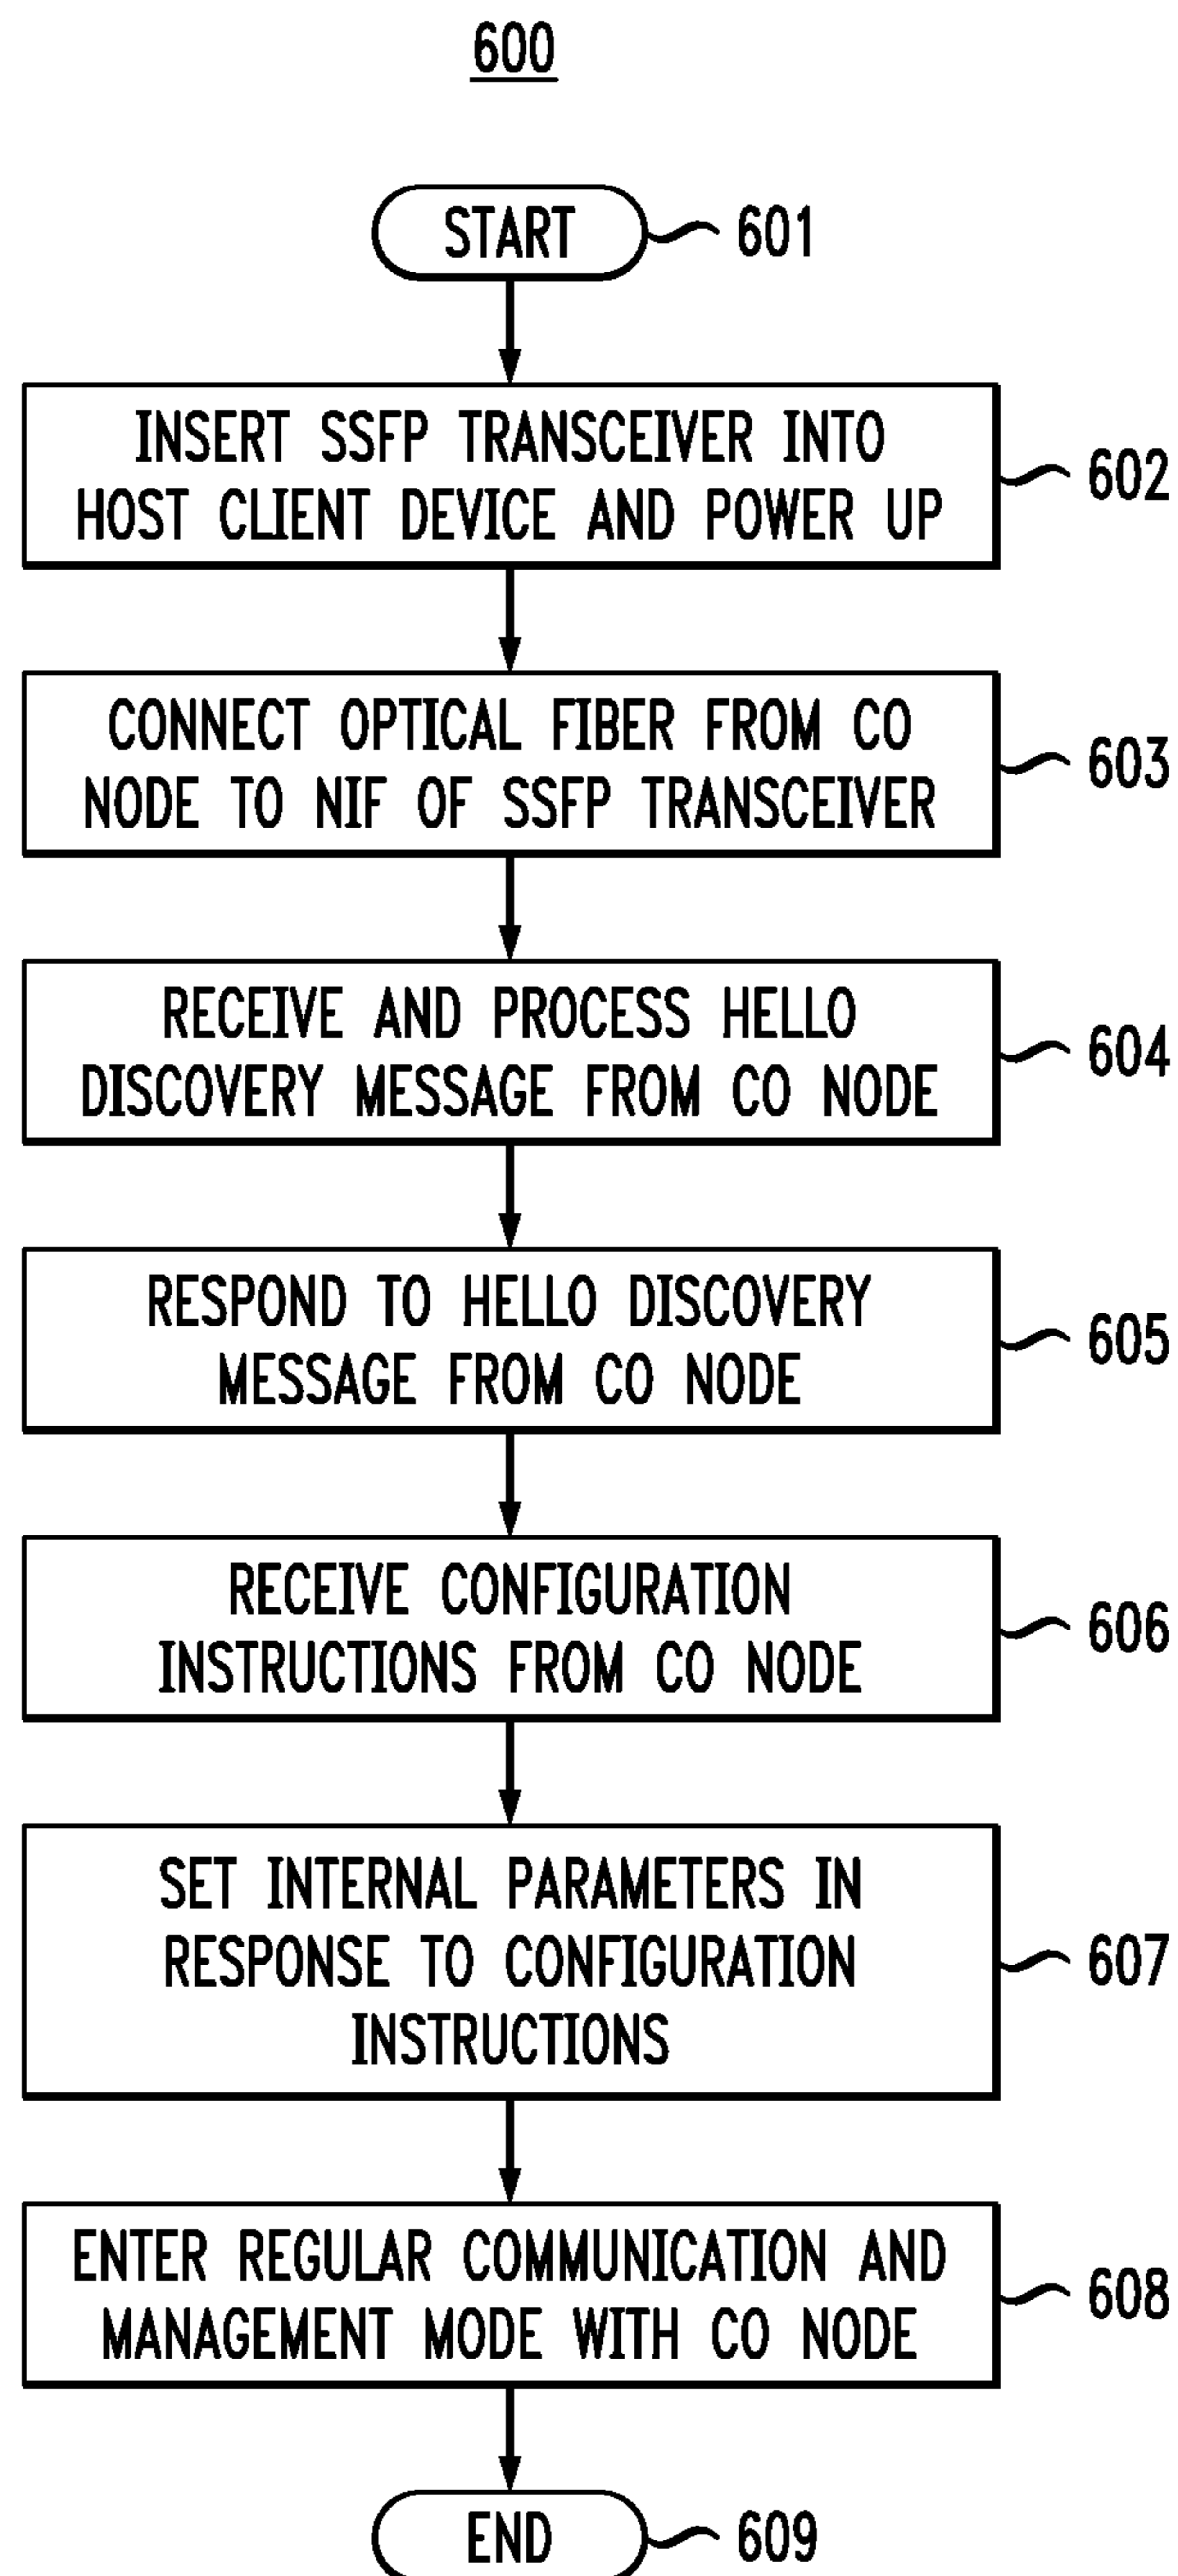 600
START
601
INSERT SSFP TRANSCEIVER INTO
HOST CLIENT DEVICE AND POWER UP
602
CONNECT OPTICAL FIBER FROM CO
NODE TO NIF OF SSFP TRANSCEIVER
603
RECEIVE AND PROCESS HELLO
DISCOVERY MESSAGE FROM CO NODE
604
RESPOND TO HELLO DISCOVERY
MESSAGE FROM CO NODE
605
RECEIVE CONFIGURATION
INSTRUCTIONS FROM CO NODE
606
SET INTERNAL PARAMETERS IN
RESPONSE TO CONFIGURATION
INSTRUCTIONS
607
ENTER REGULAR COMMUNICATION AND
MANAGEMENT MODE WITH CO NODE
608
END
609